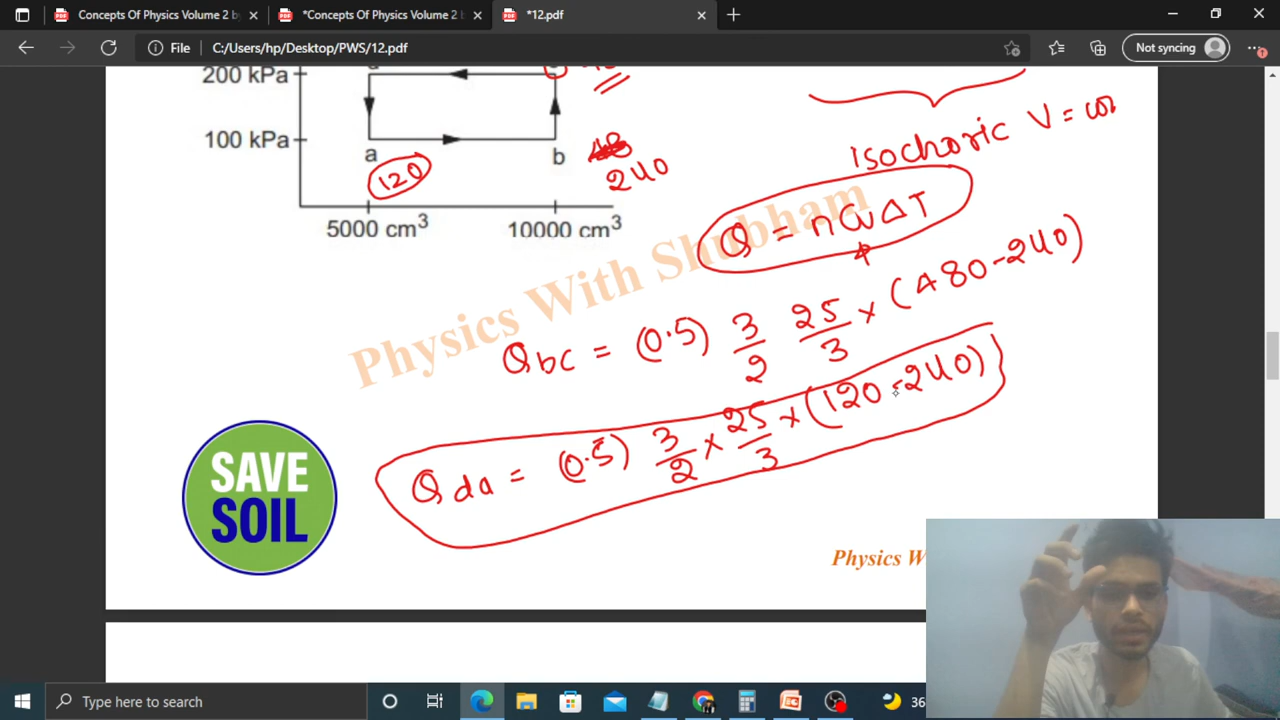 Concepts Of Physics Volume 2 b
*Concepts Of Physics Volume 2 b
*12.pdf
File
C:/Users/hp/Desktop/PWS/12.pdf
Not syncing
200 kPa
100 kPa
a
120
b
240
5000 cm³
10000 cm³
isochoric V = con
Q = nCvΔT
Physics With Shubham
Qbc = (0.5) 3/2 25/3 × (480-240)
Qda = (0.5) 3/2 × 25/3 × (120-240)
SAVE
SOIL
Physics W
Type here to search
36